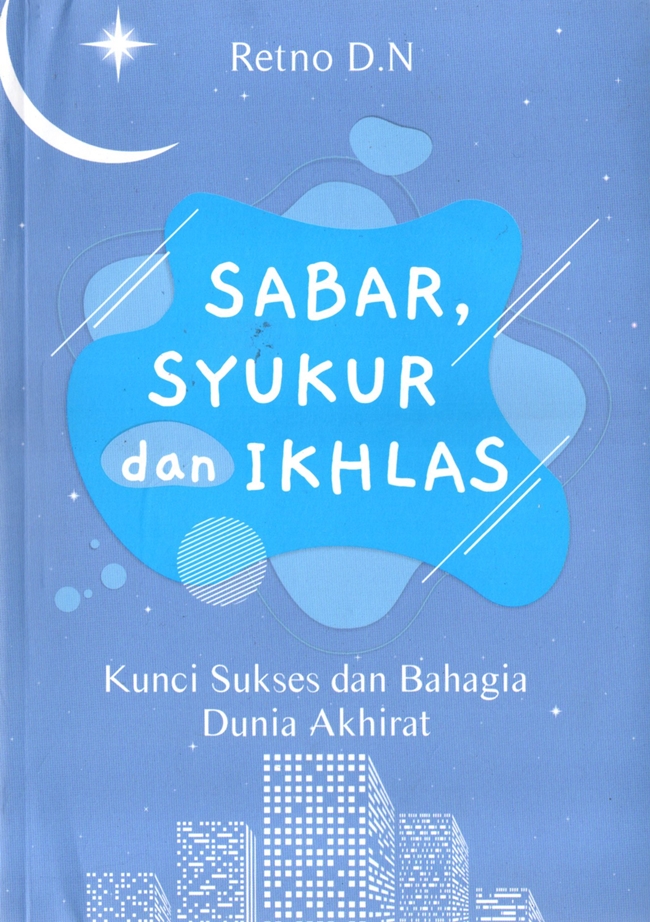 Retno D.N
SABAR,
SYUKUR
dan IKHLAS
Kunci Sukses dan Bahagia
Dunia Akhirat